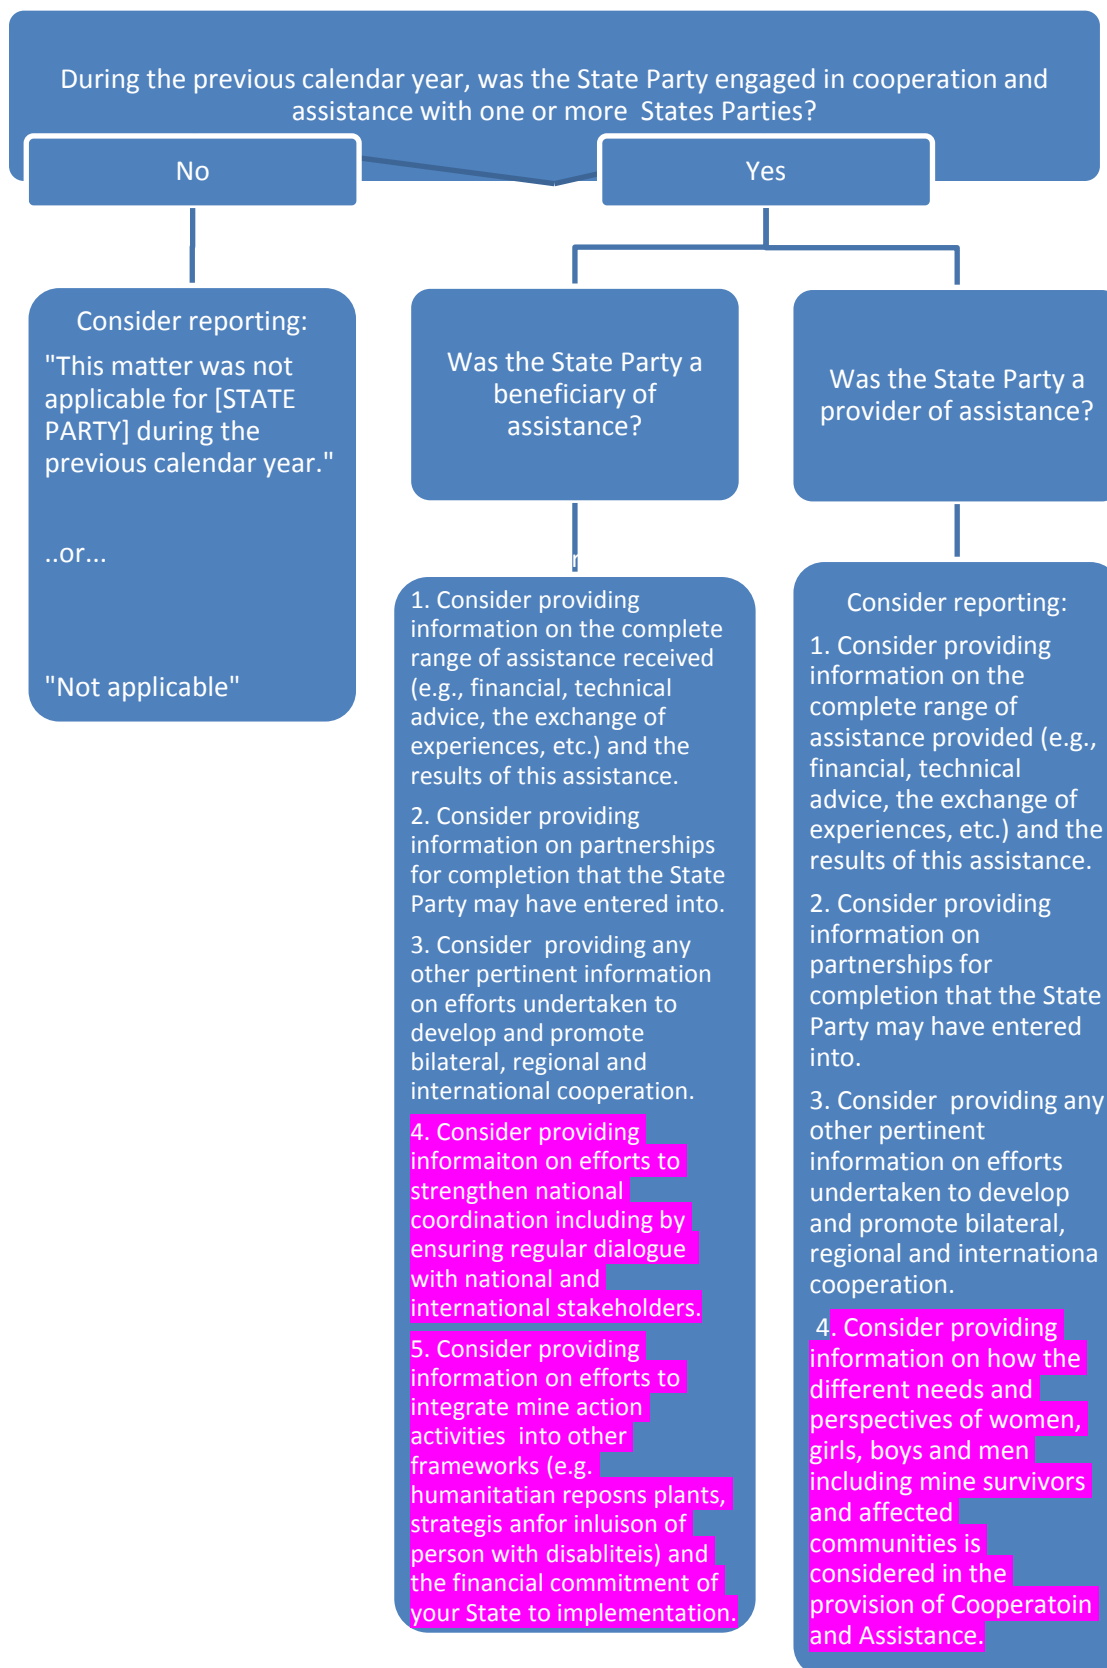 During the previous calendar year, was the State Party engaged in cooperation and
assistance with one or more  States Parties?
No
Yes
Consider reporting:
"This matter was not
applicable for [STATE
PARTY] during the
previous calendar year."
..or...
"Not applicable"
Was the State Party a
beneficiary of
assistance?
1. Consider providing
information on the complete
range of assistance received
(e.g., financial, technical
advice, the exchange of
experiences, etc.) and the
results of this assistance.
2. Consider providing
information on partnerships
for completion that the State
Party may have entered into.
3. Consider  providing any
other pertinent information
on efforts undertaken to
develop and promote
bilateral, regional and
international cooperation.
4. Consider providing
informaiton on efforts to
strengthen national
coordination including by
ensuring regular dialogue
with national and
international stakeholders.
5. Consider providing
information on efforts to
integrate mine action
activities  into other
frameworks (e.g.
humanitatian reposns plants,
strategis anfor inluison of
person with disabliteis) and
the financial commitment of
your State to implementation.
Was the State Party a
provider of assistance?
Consider reporting:
1. Consider providing
information on the
complete range of
assistance provided (e.g.,
financial, technical
advice, the exchange of
experiences, etc.) and the
results of this assistance.
2. Consider providing
information on
partnerships for
completion that the State
Party may have entered
into.
3. Consider  providing any
other pertinent
information on efforts
undertaken to develop
and promote bilateral,
regional and internationa
cooperation.
4. Consider providing
information on how the
different needs and
perspectives of women,
girls, boys and men
including mine survivors
and affected
communities is
considered in the
provision of Cooperatoin
and Assistance.